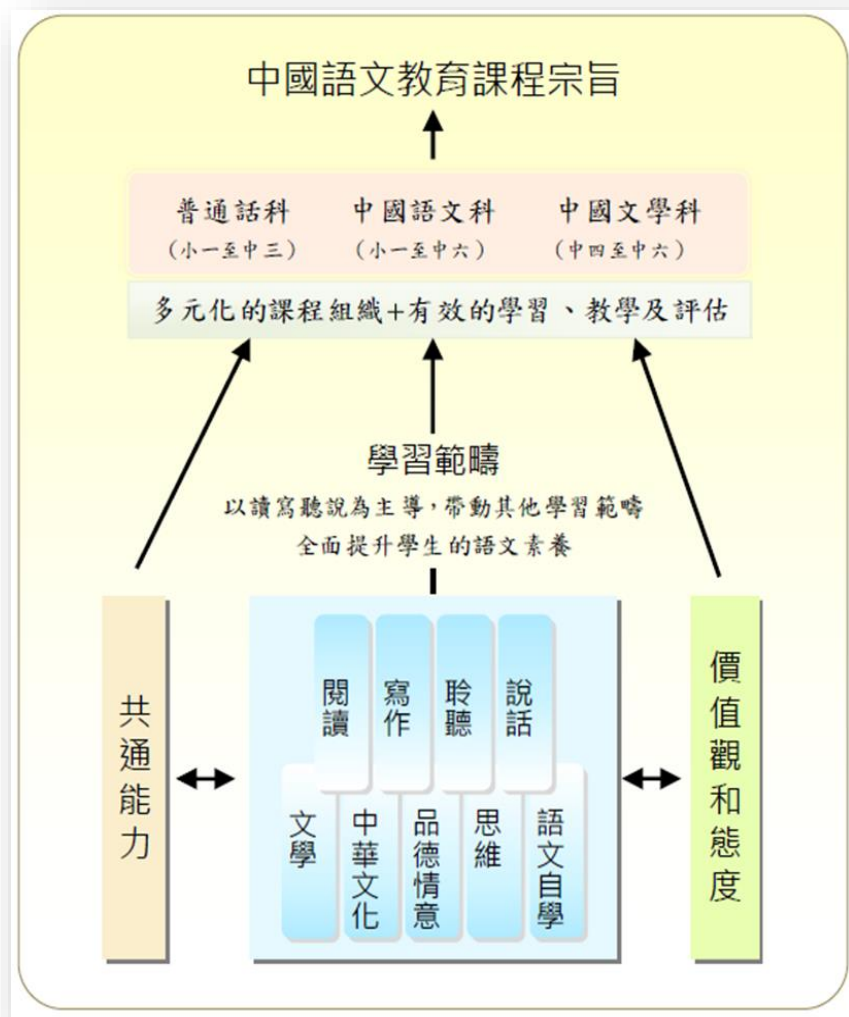 中國語文教育課程宗旨
普通話科 中國語文科 中國文學科
(小一至中三) (小一至中六) (中四至中六)
多元化的課程組織+有效的學習、教學及評估
學習範疇
以讀寫聽說為主導，帶動其他學習範疇
全面提升學生的語文素養
共通能力
閱讀
寫作
聆聽
說話
文學
中華文化
品德情意
思維
語文自學
價值觀和態度